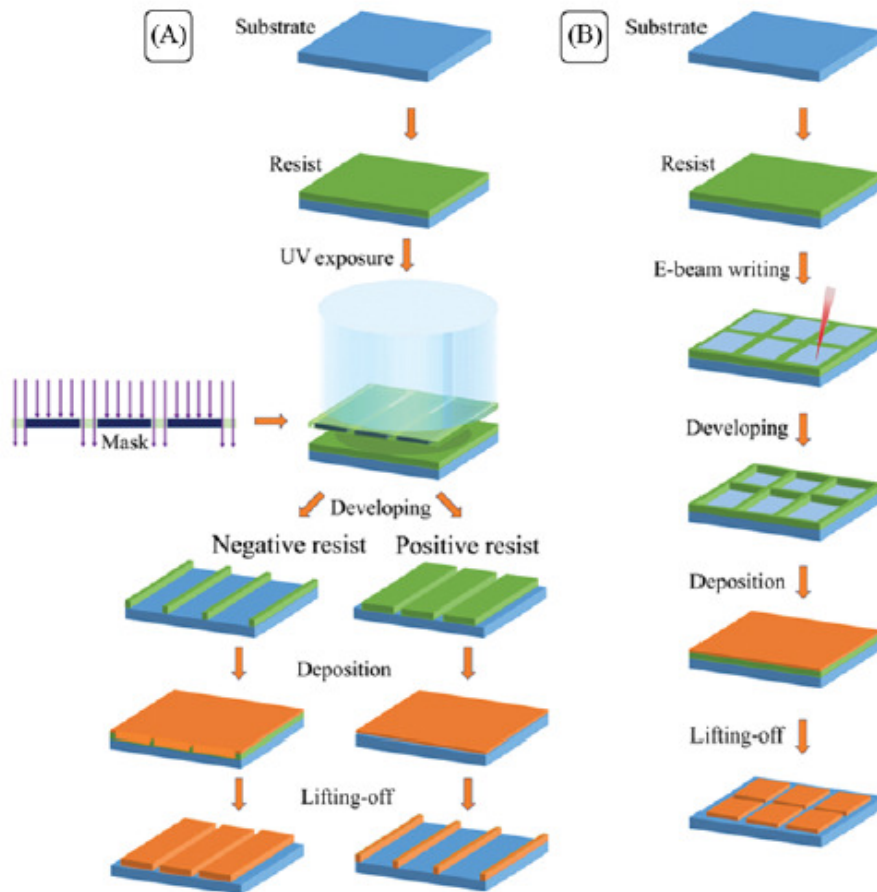 (A)
Substrate
Resist
UV exposure
Mask
Developing
Negative resist
Positive resist
Deposition
Lifting-off
(B)
Substrate
Resist
E-beam writing
Developing
Deposition
Lifting-off